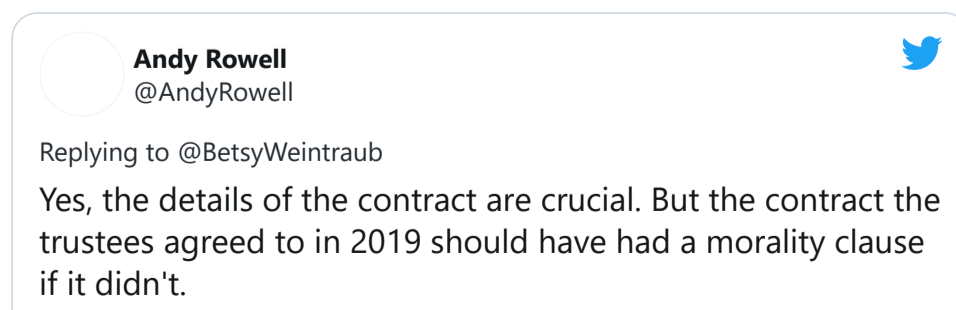 Andy Rowell
@AndyRowell
Replying to @BetsyWeintraub
Yes, the details of the contract are crucial. But the contract the
trustees agreed to in 2019 should have had a morality clause
if it didn't.